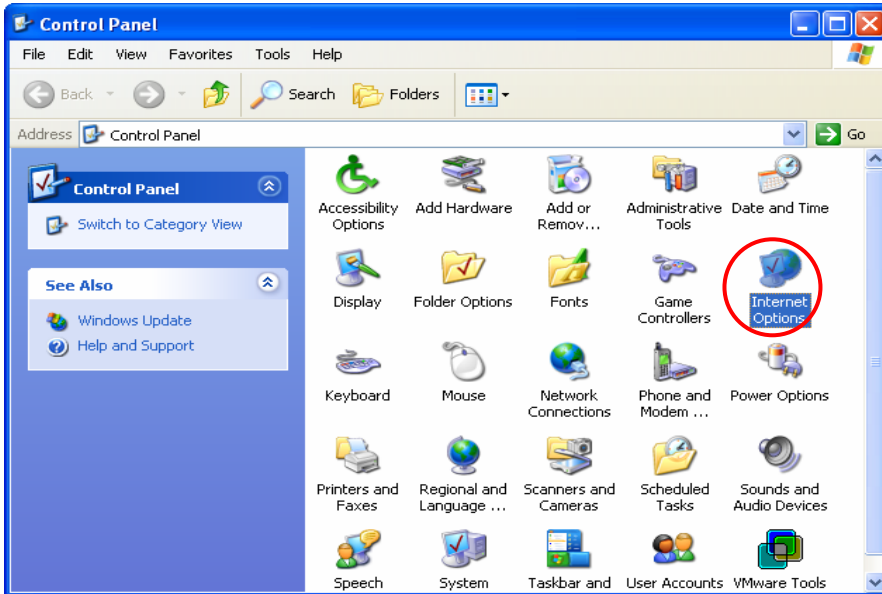 Control Panel
File Edit View Favorites Tools Help
Back Search Folders
Address Control Panel Go
Control Panel
Switch to Category View
See Also
Windows Update
Help and Support
Accessibility Options
Add Hardware
Add or Remov...
Administrative Tools
Date and Time
Display
Folder Options
Fonts
Game Controllers
Internet Options
Keyboard
Mouse
Network Connections
Phone and Modem ...
Power Options
Printers and Faxes
Regional and Language ...
Scanners and Cameras
Scheduled Tasks
Sounds and Audio Devices
Speech
System
Taskbar and
User Accounts
VMware Tools